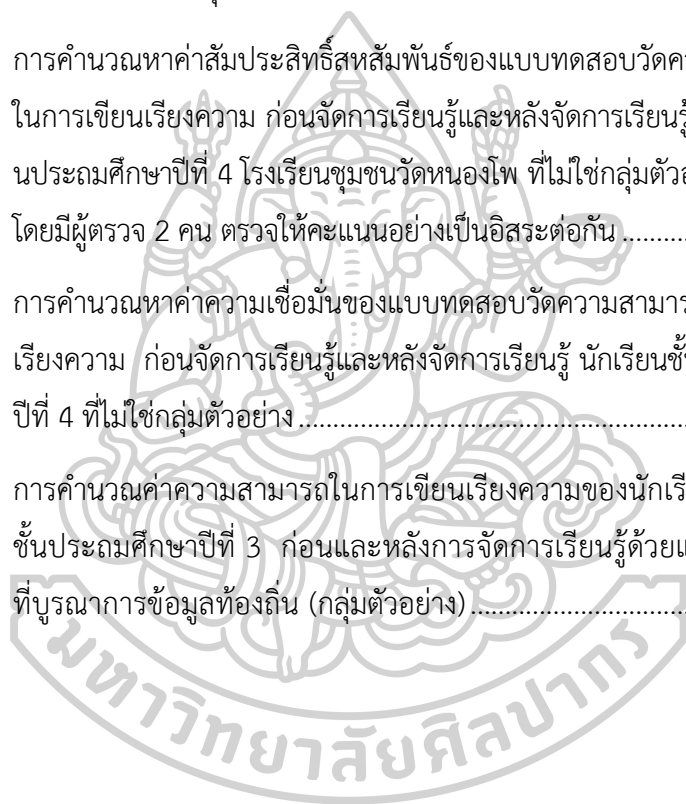 การคำนวณหาค่าสัมประสิทธิ์สหสัมพันธ์ของแบบทดสอบวัดค
ในการเขียนเรียงความ ก่อนจัดการเรียนรู้และหลังจัดการเรียนรู้
นประถมศึกษาปีที่ 4 โรงเรียนชุมชนวัดหนองโพ ที่ไม่ใช่กลุ่มตัวอ
โดยมีผู้ตรวจ 2 คน ตรวจให้คะแนนอย่างเป็นอิสระต่อกัน ..........
การคำนวณหาค่าความเชื่อมั่นของแบบทดสอบวัดความสามาร
เรียงความ ก่อนจัดการเรียนรู้และหลังจัดการเรียนรู้ นักเรียนชั้
ปีที่ 4 ที่ไม่ใช่กลุ่มตัวอย่าง ............................................................
การคำนวณค่าความสามารถในการเขียนเรียงความของนักเรี
ชั้นประถมศึกษาปีที่ 3 ก่อนและหลังการจัดการเรียนรู้ด้วยแ
ที่บูรณาการข้อมูลท้องถิ่น (กลุ่มตัวอย่าง) ..................................
มหาวิทยาลัยศิลปากร